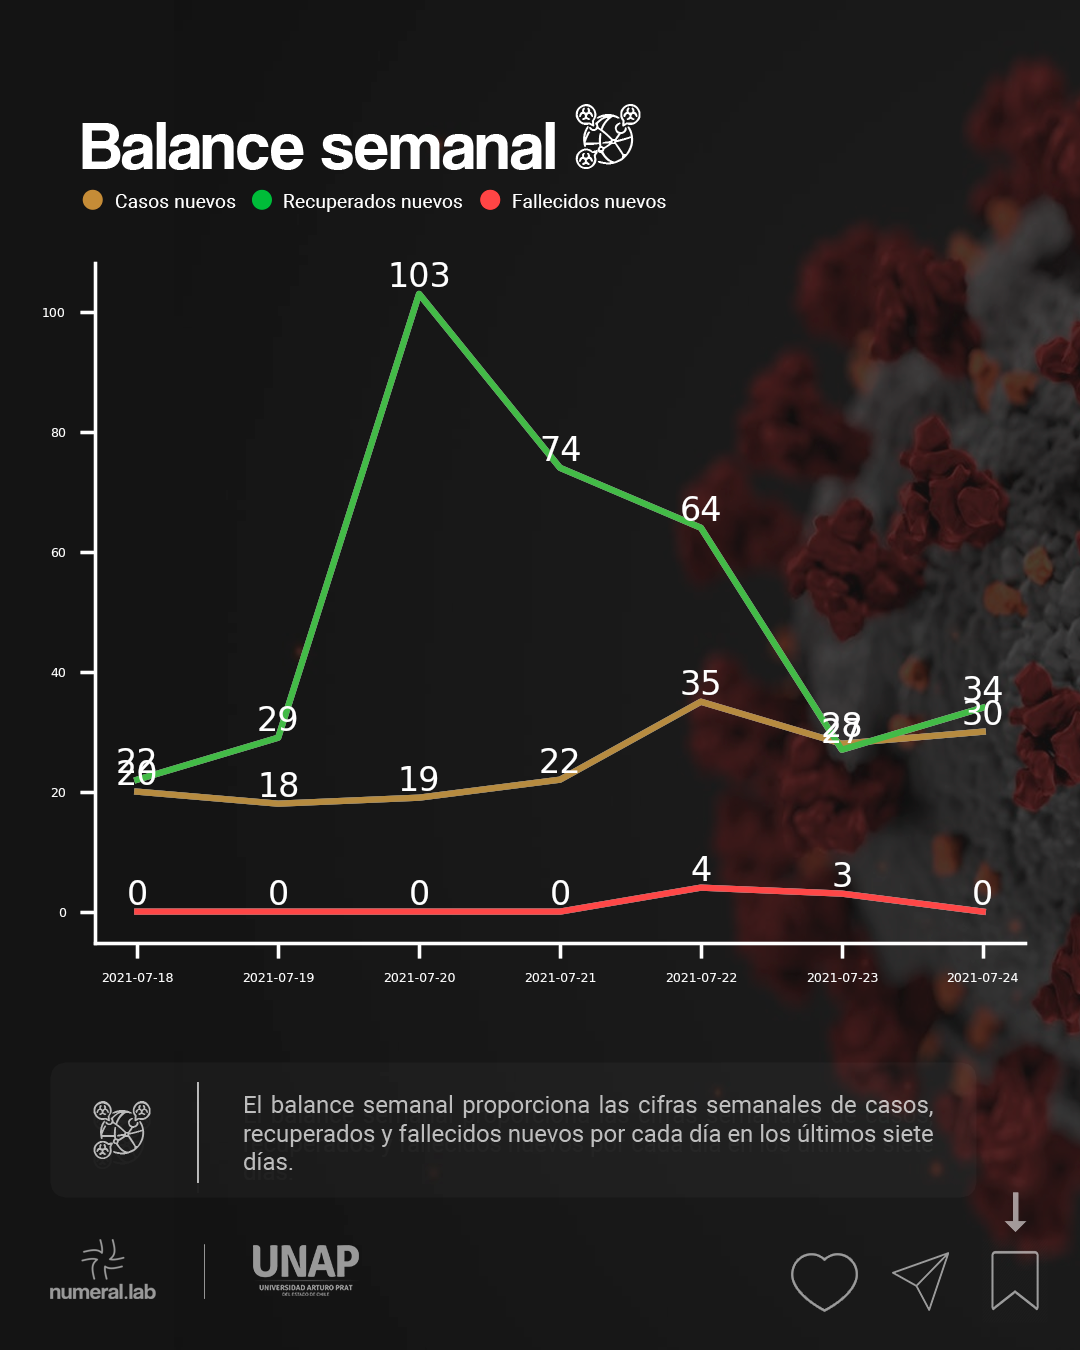 Balance semanal
Casos nuevos Recuperados nuevos Fallecidos nuevos
103
100
80
74
64
60
40
35
34
30
29
28
27
22
20
22
18
19
20
4
3
0
0
0
0
0
0
2021-07-18 2021-07-19 2021-07-20 2021-07-21 2021-07-22 2021-07-23 2021-07-24
El balance semanal proporciona las cifras semanales de casos,
recuperados y fallecidos nuevos por cada día en los últimos siete
días.
numeral.lab
UNAP
UNIVERSIDAD ARTURO PRAT
DEL ESTADO DE CHILE